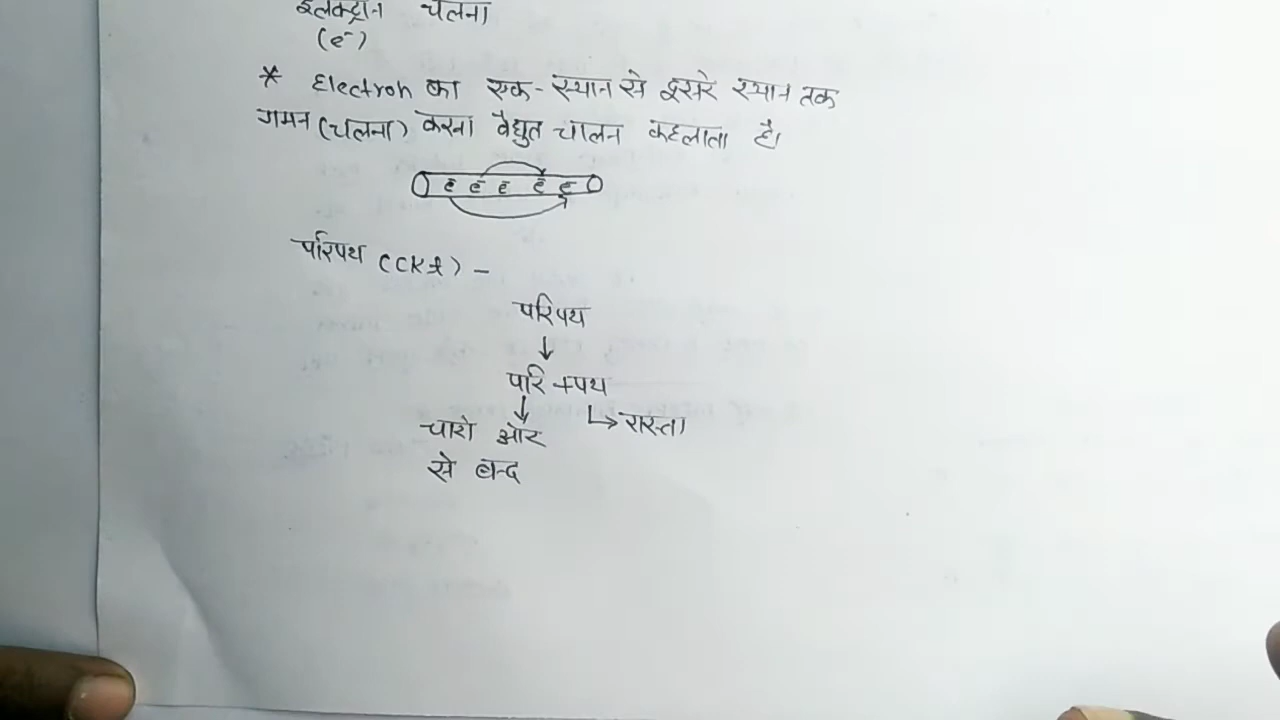 इलेक्ट्रान चलना
(e⁻)
* Electron का एक-स्थान से दूसरे स्थान तक
गमन (चलना) करना वैद्युत चालन कहलाता है।
e⁻ e⁻ e⁻ e⁻ e⁻
परिपथ (CKt) -
परिपथ
↓
परि + पथ
↓ ↳ रास्ता
चारो ओर
से बन्द